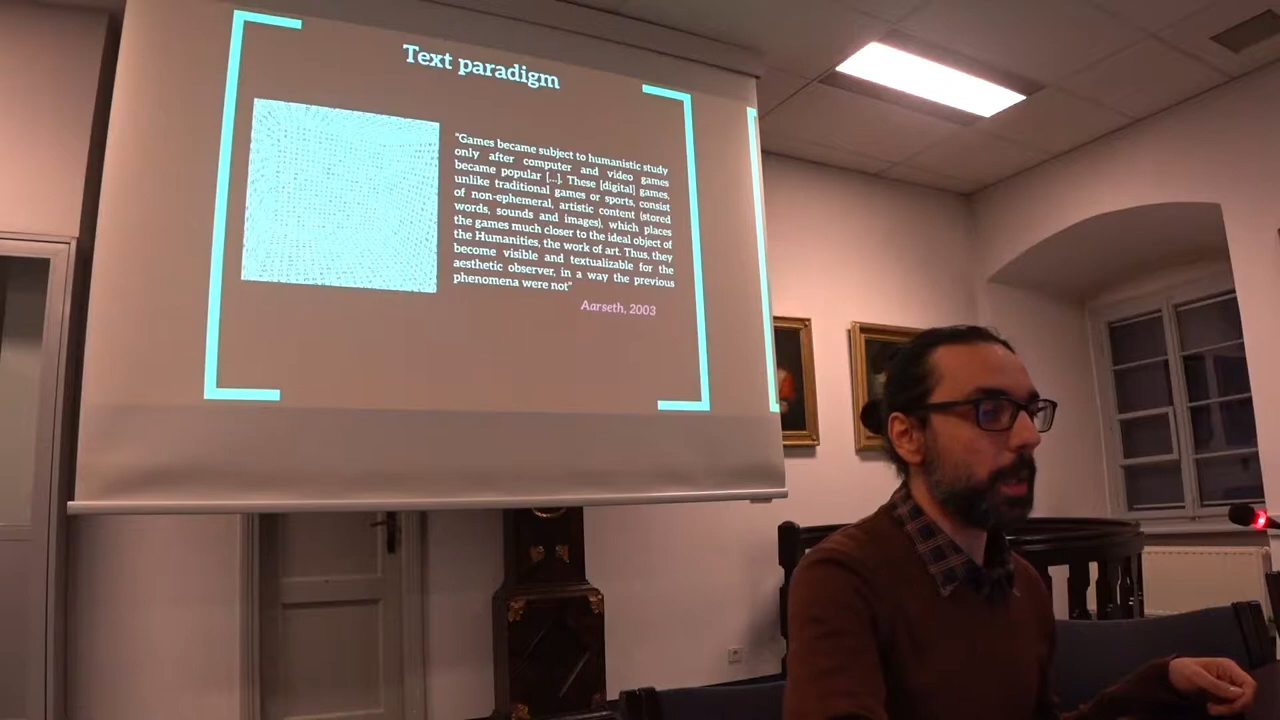 Text paradigm
"Games became subject to humanistic study
only after computer and video games
became popular [...]. These [digital] games,
unlike traditional games or sports, consist
of non-ephemeral, artistic content (stored
words, sounds and images), which places
the games much closer to the ideal object of
the Humanities, the work of art. Thus, they
become visible and textualizable for the
aesthetic observer, in a way the previous
phenomena were not"
Aarseth, 2003